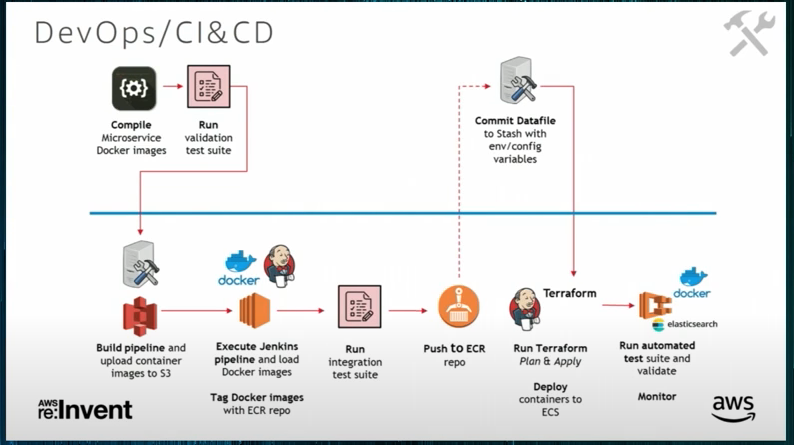 DevOps/CI&CD
Compile
Microservice
Docker images
Run
validation
test suite
Commit Datafile
to Stash with
env/config
variables
docker
Build pipeline and
upload container
images to S3
Execute Jenkins
pipeline and load
Docker images
Tag Docker images
with ECR repo
Run
integration
test suite
Push to ECR
repo
Terraform
Run Terraform
Plan & Apply
Deploy
containers to
ECS
docker
elasticsearch
Run automated
test suite and
validate
Monitor
AWS
re:Invent
aws